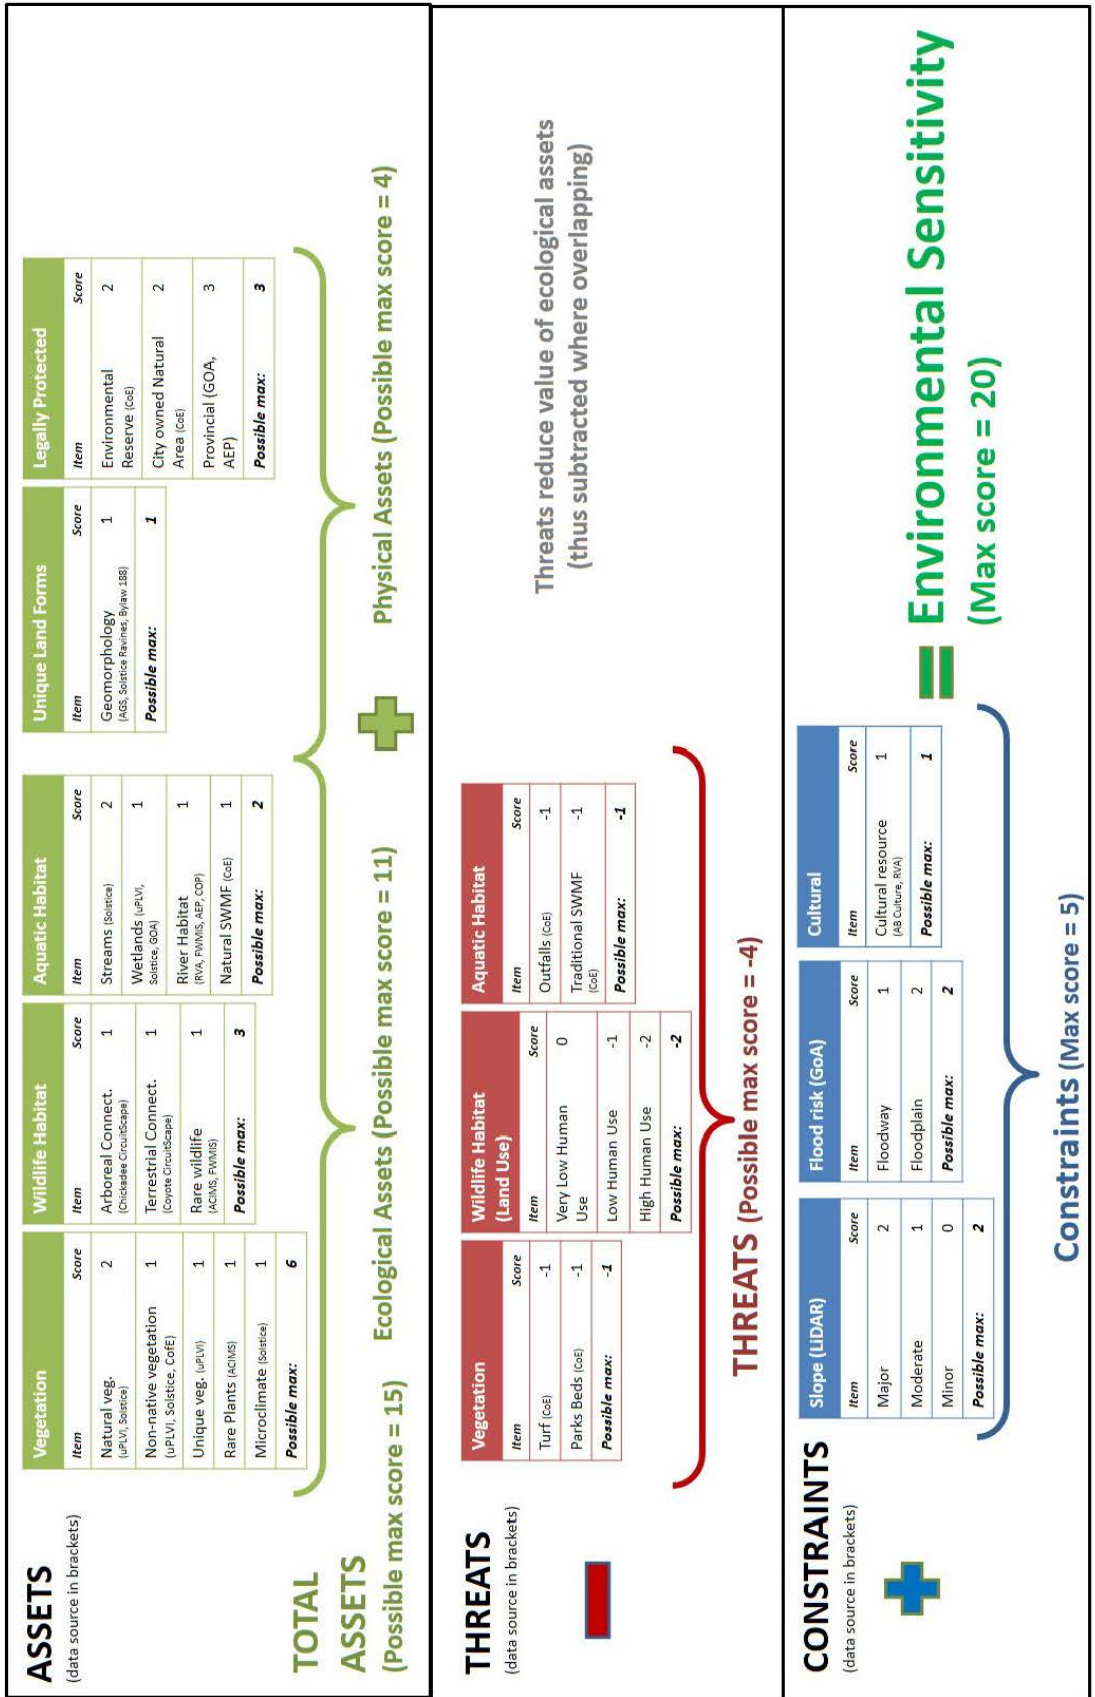 ASSETS
(data source in brackets)
Vegetation
Item Score
Natural veg. 2
(uPLVI, Solstice)
Non-native vegetation 1
(uPLVI, Solstice, CofE)
Unique veg. (uPLVI) 1
Rare Plants (ACIMS) 1
Microclimate (Solstice) 1
Possible max: 6
Wildlife Habitat
Item Score
Arboreal Connect. 1
(Chickadee CircuitScape)
Terrestrial Connect. 1
(Coyote CircuitScape)
Rare wildlife 1
(ACIMS, FWMIS)
Possible max: 3
Aquatic Habitat
Item Score
Streams (Solstice) 2
Wetlands (uPLVI, 1
Solstice, GOA)
River Habitat 1
(RVA, FWMIS, AEP, COP)
Natural SWMF (CoE) 1
Possible max: 2
Unique Land Forms
Item Score
Geomorphology 1
(AGS, Solstice Ravines, Bylaw 188)
Possible max: 1
Legally Protected
Item Score
Environmental 2
Reserve (CoE)
City owned Natural 2
Area (CoE)
Provincial (GOA, 3
AEP)
Possible max: 3
TOTAL
ASSETS
(Possible max score = 15)
Ecological Assets (Possible max score = 11)
Physical Assets (Possible max score = 4)
THREATS
(data source in brackets)
Vegetation
Item Score
Turf (CoE) -1
Parks Beds (CoE) -1
Possible max: -1
Wildlife Habitat
(Land Use)
Item Score
Very Low Human 0
Use
Low Human Use -1
High Human Use -2
Possible max: -2
Aquatic Habitat
Item Score
Outfalls (CoE) -1
Traditional SWMF -1
(CoE)
Possible max: -1
THREATS (Possible max score = -4)
Threats reduce value of ecological assets
(thus subtracted where overlapping)
CONSTRAINTS
(data source in brackets)
Slope (LiDAR)
Item Score
Major 2
Moderate 1
Minor 0
Possible max: 2
Flood risk (GoA)
Item Score
Floodway 1
Floodplain 2
Possible max: 2
Cultural
Item Score
Cultural resource 1
(AB Culture, RVA)
Possible max: 1
Constraints (Max score = 5)
Environmental Sensitivity
(Max score = 20)